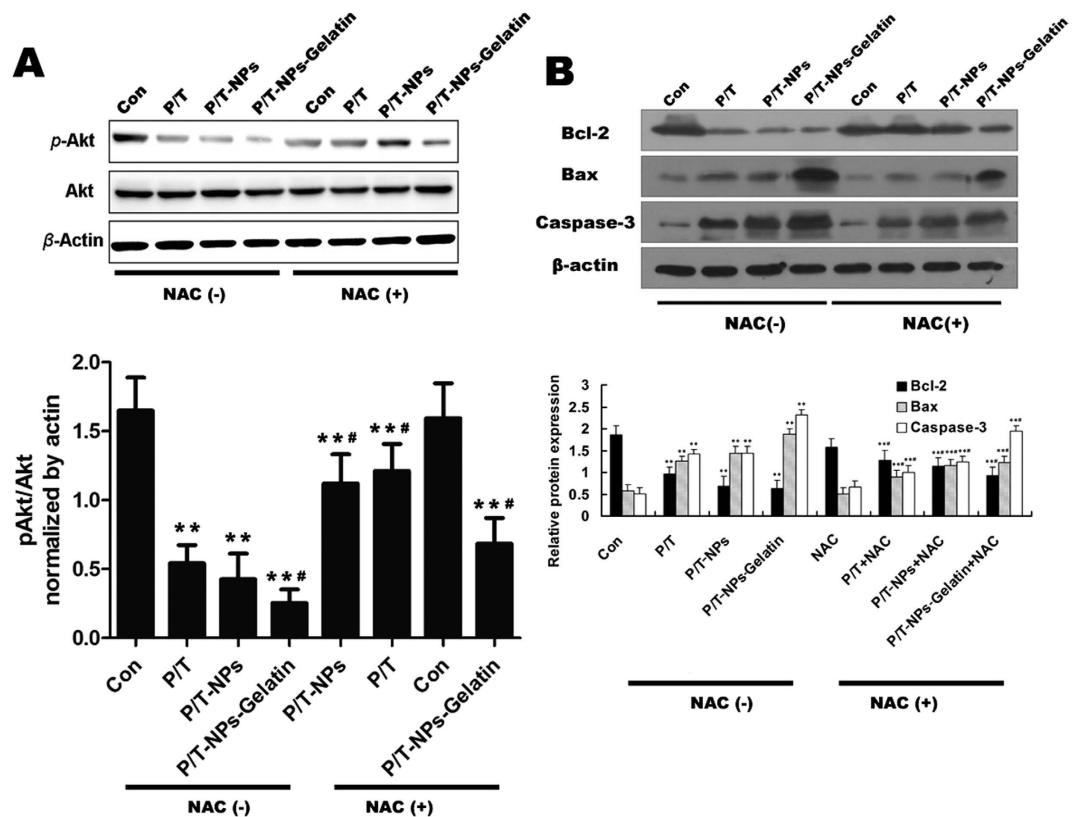 A
Con P/T P/T-NPs P/T-NPs-Gelatin Con P/T P/T-NPs P/T-NPs-Gelatin
p-Akt
Akt
β-Actin
NAC (-) NAC (+)
pAkt/Akt
normalized by actin
2.0
1.5
1.0
0.5
0.0
** ** **# **# **# **#
Con P/T P/T-NPs P/T-NPs-Gelatin P/T-NPs P/T Con P/T-NPs-Gelatin
NAC (-) NAC (+)
B
Con P/T P/T-NPs P/T-NPs-Gelatin Con P/T P/T-NPs P/T-NPs-Gelatin
Bcl-2
Bax
Caspase-3
β-actin
NAC(-) NAC(+)
Relative protein expression
3
2.5
2
1.5
1
0.5
0
Bcl-2
Bax
Caspase-3
** ** ** ** ** ** ** ** ** **# **# **# **# **# **# **# **# **#
Con P/T P/T-NPs P/T-NPs-Gelatin NAC P/T+NAC P/T-NPs+NAC P/T-NPs-Gelatin+NAC
NAC (-) NAC (+)